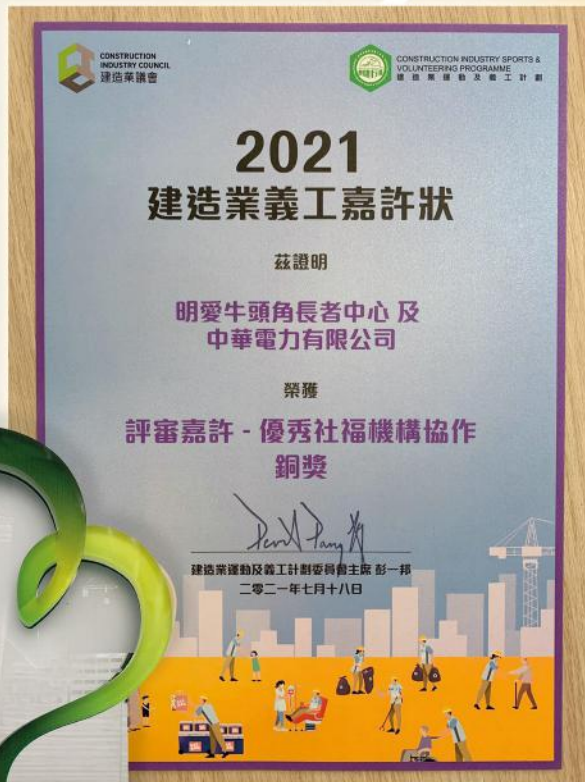 CONSTRUCTION
INDUSTRY COUNCIL
建造業議會
CONSTRUCTION INDUSTRY SPORTS &
VOLUNTEERING PROGRAMME
建造業運動及義工計劃
2021
建造業義工嘉許狀
茲證明
明愛牛頭角長者中心 及
中華電力有限公司
榮獲
評審嘉許 - 優秀社福機構協作
銅獎
建造業運動及義工計劃委員會主席 彭一邦
二零二一年七月十八日